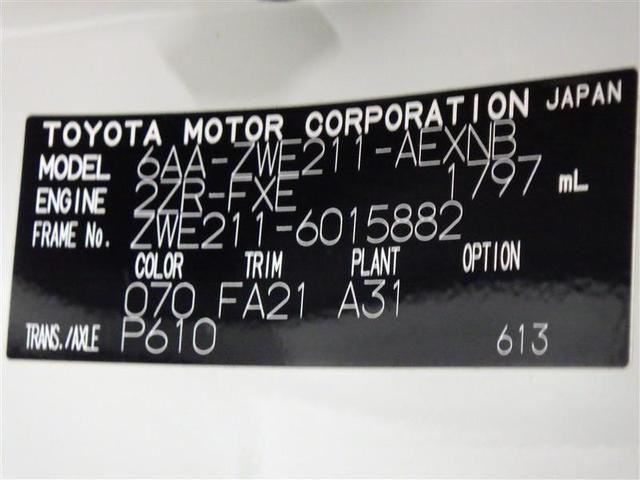 TOYOTA MOTOR CORPORATION JAPAN
MODEL 6AA-ZWE211-AEXNB
ENGINE 2ZR-FXE 1797 mL
FRAME No. ZWE211-6015882
COLOR TRIM PLANT OPTION
070 FA21 A31
TRANS./AXLE P610 613